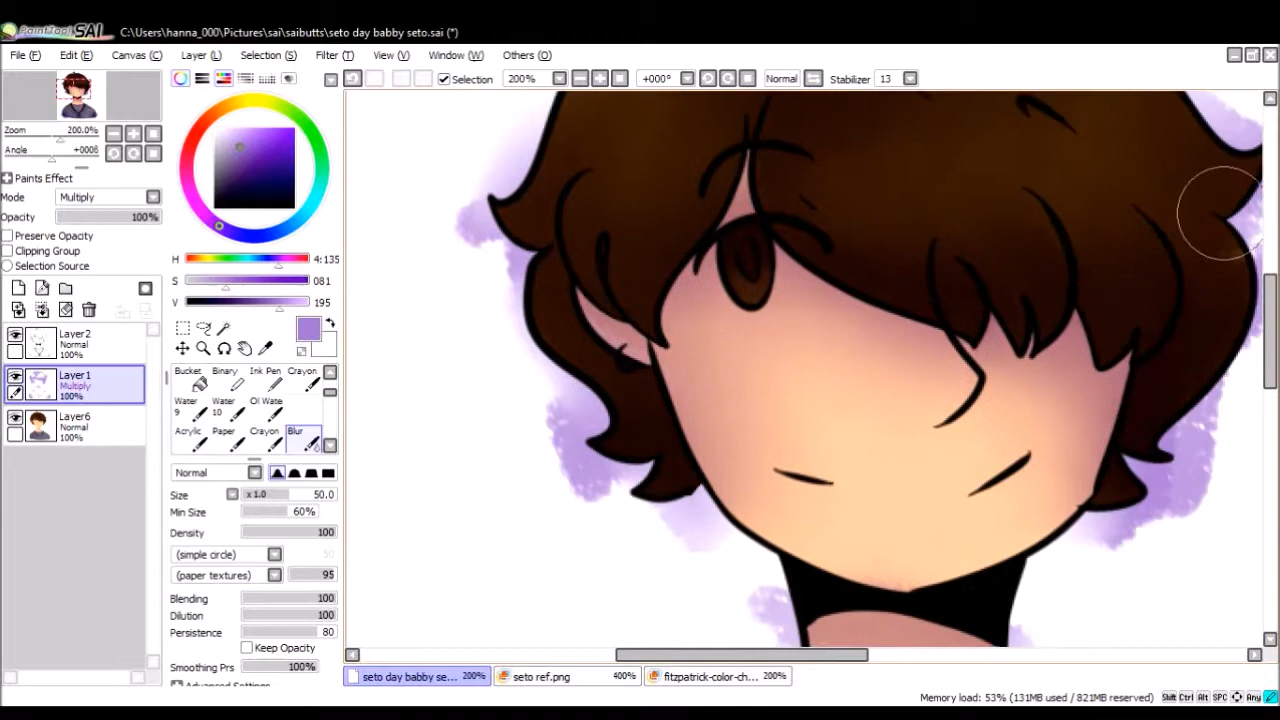 PaintTool SAI C:\Users\hanna_000\Pictures\sai\saibutts\seto day babby seto.sai (*)
File (F) Edit (E) Canvas (C) Layer (L) Selection (S) Filter (T) View (V) Window (W) Others (O)
Selection 200% +000° Normal Stabilizer 13
Zoom 200.0%
Angle +000δ
Paints Effect
Mode Multiply
Opacity 100%
Preserve Opacity
Clipping Group
Selection Source
Layer2
Normal
100%
Layer1
Multiply
100%
Layer6
Normal
100%
H 4:135
S 081
V 195
Bucket Binary Ink Pen Crayon
Water 9 Water 10 Ol Water
Acrylic Paper Crayon Blur
Normal
Size x 1.0 50.0
Min Size 60%
Density 100
(simple circle) 50
(paper textures) 95
Blending 100
Dilution 100
Persistence 80
Keep Opacity
Smoothing Prs 100%
Advanced Settings
seto day babby se... 200% seto ref.png 400% fitzpatrick-color-ch... 200%
Memory load: 53% (131MB used / 821MB reserved) Shift Ctrl Alt SPC Any